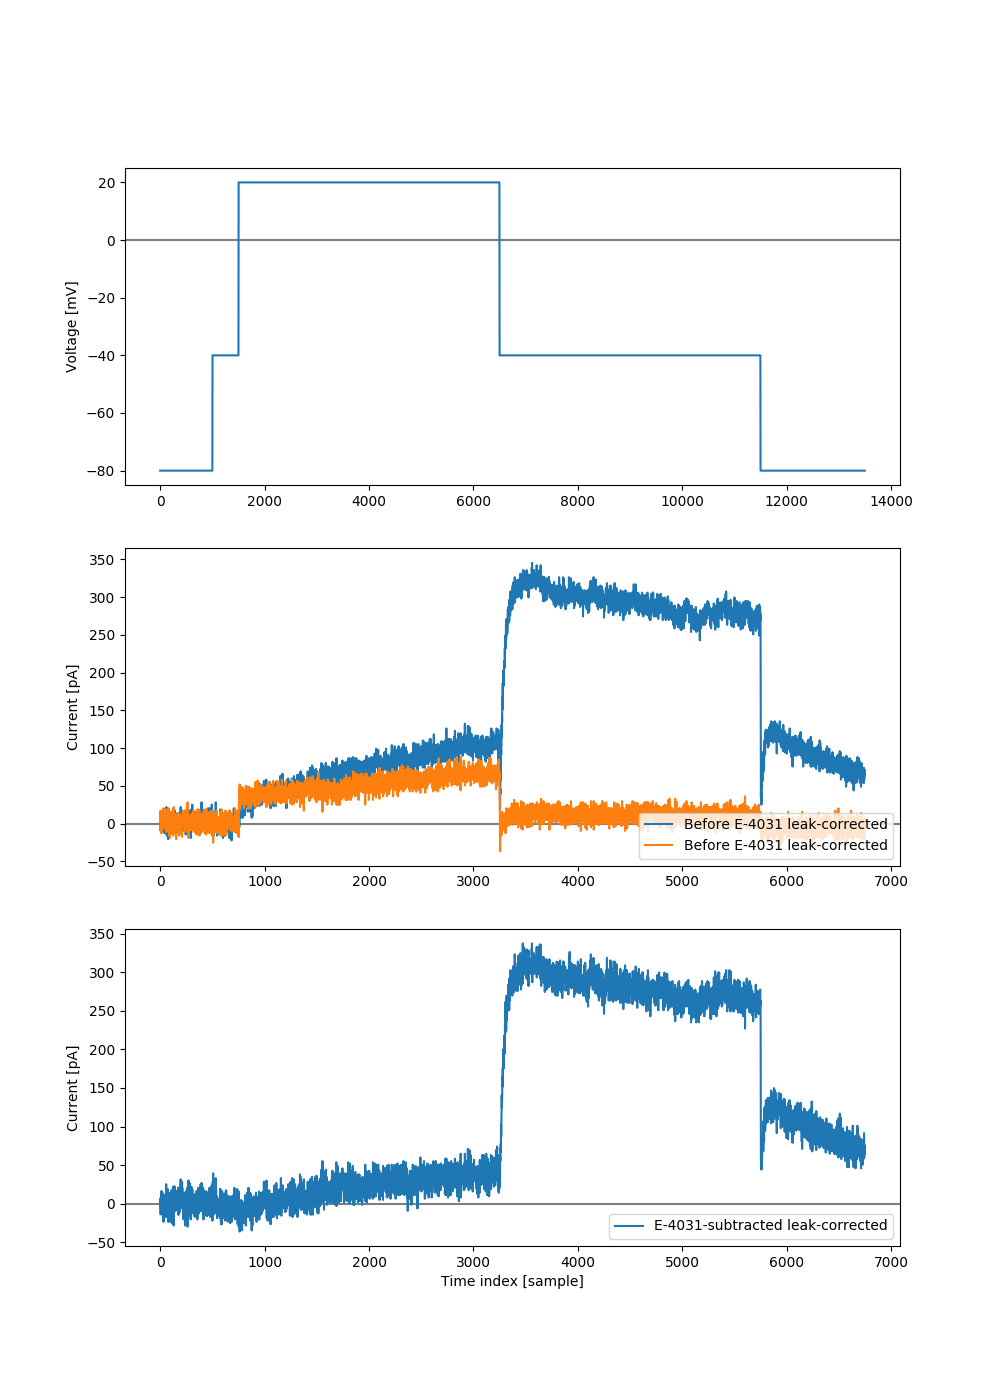 20
0
−20
−40
−60
−80
Voltage [mV]
0 2000 4000 6000 8000 10000 12000 14000
350
300
250
200
150
100
50
0
−50
Current [pA]
Before E-4031 leak-corrected
Before E-4031 leak-corrected
0 1000 2000 3000 4000 5000 6000 7000
350
300
250
200
150
100
50
0
−50
Current [pA]
E-4031-subtracted leak-corrected
0 1000 2000 3000 4000 5000 6000 7000
Time index [sample]